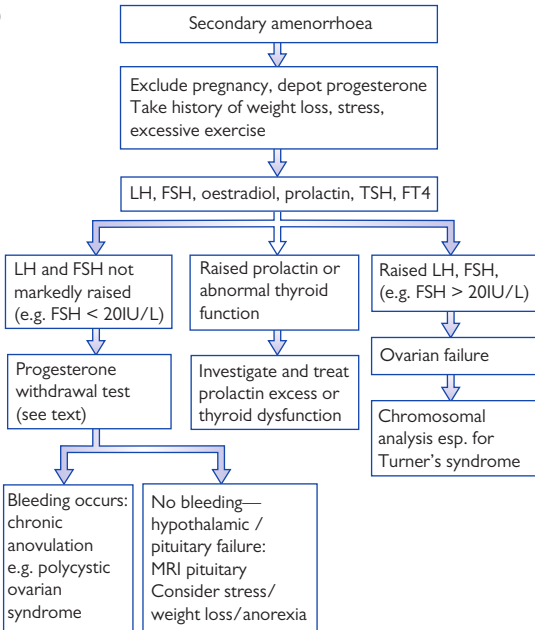 Secondary amenorrhoea
Exclude pregnancy, depot progesterone
Take history of weight loss, stress,
excessive exercise
LH, FSH, oestradiol, prolactin, TSH, FT4
LH and FSH not
markedly raised
(e.g. FSH < 20IU/L)
Raised prolactin or
abnormal thyroid
function
Raised LH, FSH,
(e.g. FSH > 20IU/L)
Progesterone
withdrawal test
(see text)
Investigate and treat
prolactin excess or
thyroid dysfunction
Ovarian failure
Chromosomal
analysis esp. for
Turner's syndrome
Bleeding occurs:
chronic
anovulation
e.g. polycystic
ovarian
syndrome
No bleeding—
hypothalamic /
pituitary failure:
MRI pituitary
Consider stress/
weight loss/anorexia